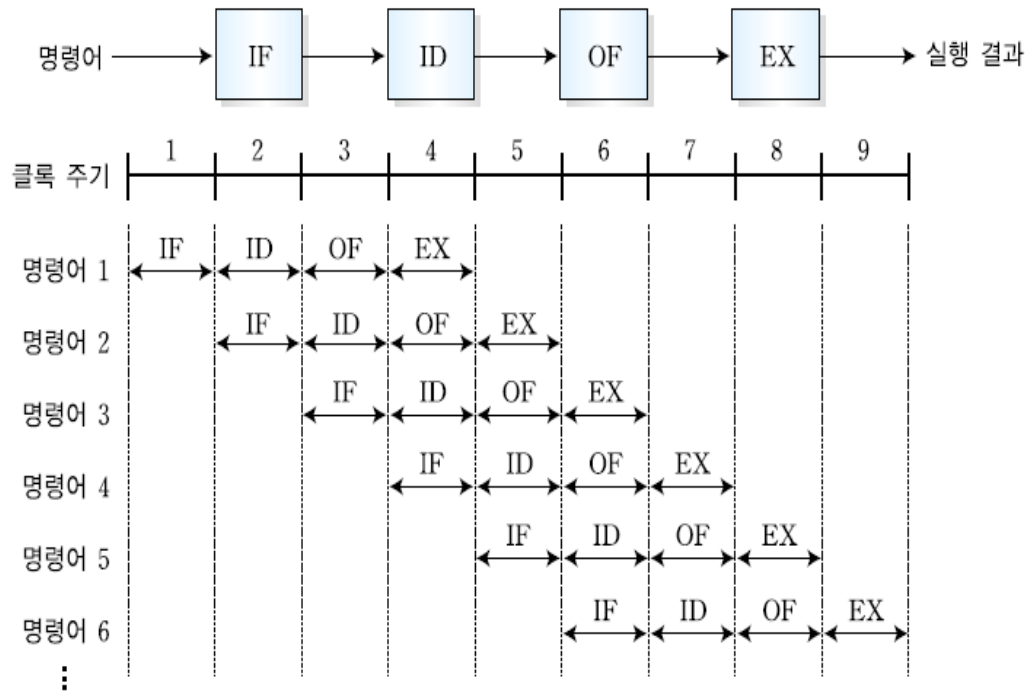 명령어 IF ID OF EX 실행 결과
클록 주기 1 2 3 4 5 6 7 8 9
명령어 1 IF ID OF EX
명령어 2 IF ID OF EX
명령어 3 IF ID OF EX
명령어 4 IF ID OF EX
명령어 5 IF ID OF EX
명령어 6 IF ID OF EX
⋮